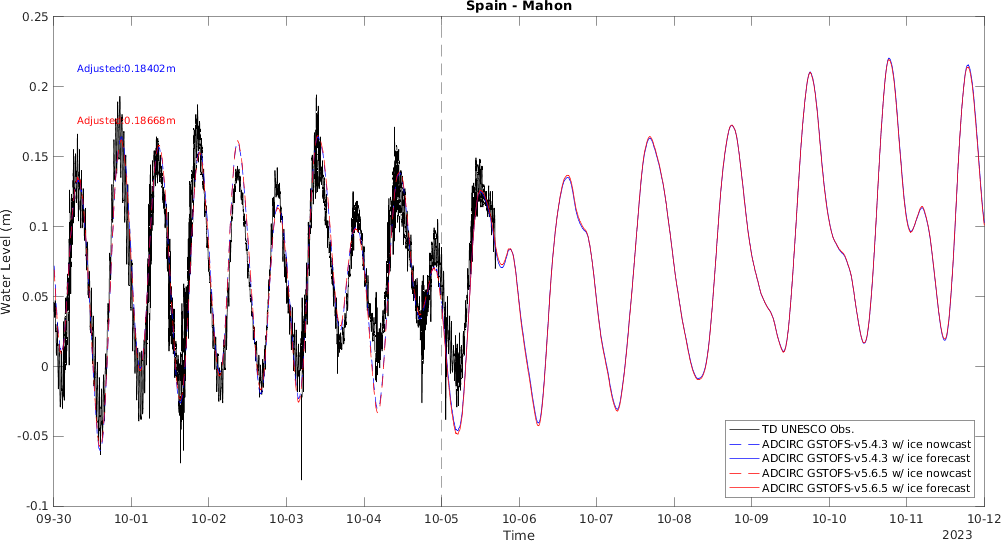 Spain - Mahon
0.25
0.2
0.15
0.1
0.05
0
-0.05
-0.1
Water Level (m)
Adjusted:0.18402m
Adjusted:0.18668m
TD UNESCO Obs.
ADCIRC GSTOFS-v5.4.3 w/ ice nowcast
ADCIRC GSTOFS-v5.4.3 w/ ice forecast
ADCIRC GSTOFS-v5.6.5 w/ ice nowcast
ADCIRC GSTOFS-v5.6.5 w/ ice forecast
09-30 10-01 10-02 10-03 10-04 10-05 10-06 10-07 10-08 10-09 10-10 10-11 10-12
Time
2023